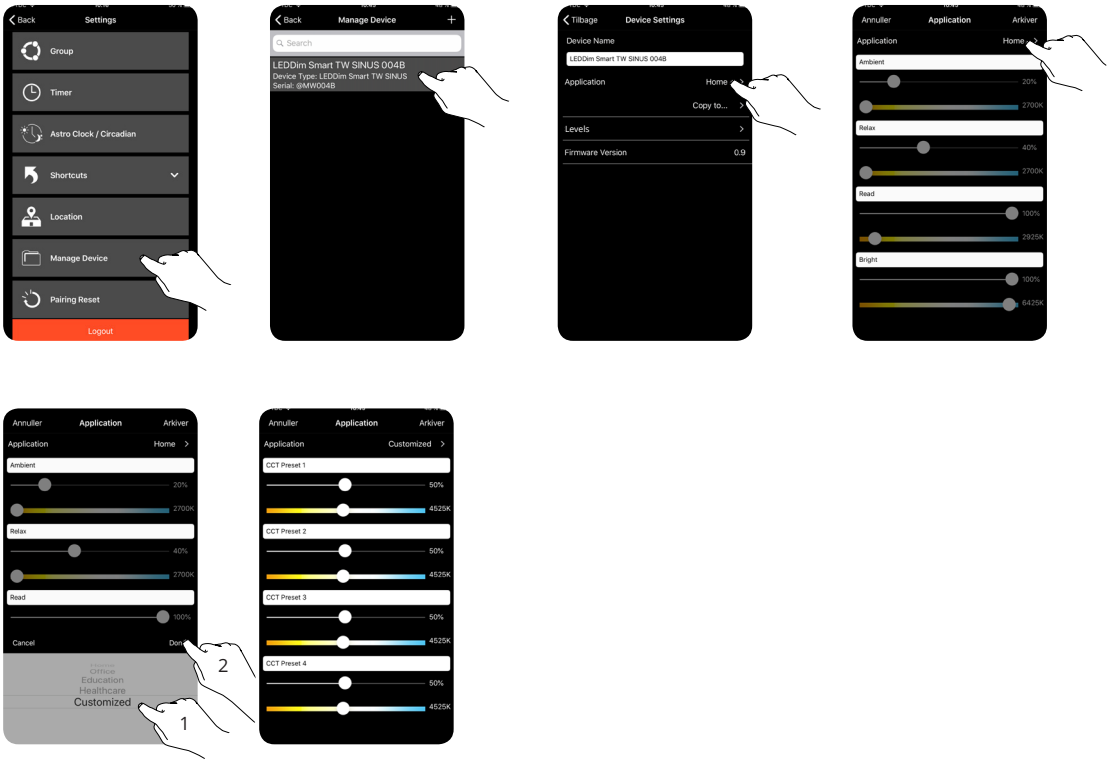 Back Settings
Group
Timer
Astro Clock / Circadian
Shortcuts
Location
Manage Device
Pairing Reset
Logout
Back Manage Device +
Search
LEDDim Smart TW SINUS 004B
Device Type: LEDDim Smart TW SINUS
Serial: @MW004B
Tilbage Device Settings
Device Name
LEDDim Smart TW SINUS 004B
Application Home >
Copy to... >
Levels >
Firmware Version 0.9
Annuller Application Arkiver
Application Home >
Ambient
20%
2700K
Relax
40%
2700K
Read
100%
2925K
Bright
100%
6425K
Annuller Application Arkiver
Application Home >
Ambient
20%
2700K
Relax
40%
2700K
Read
100%
Cancel
Office
Education
Healthcare
Customized
2
1
Annuller Application Arkiver
Application Customized >
CCT Preset 1
50%
4525K
CCT Preset 2
50%
4525K
CCT Preset 3
50%
4525K
CCT Preset 4
50%
4525K